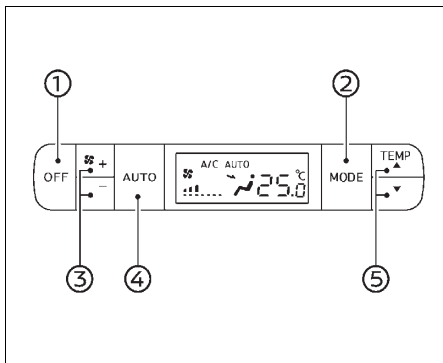 ① ②
OFF
+
−
AUTO
A/C AUTO
25.0 ℃
MODE
TEMP
▲
▼
③ ④ ⑤